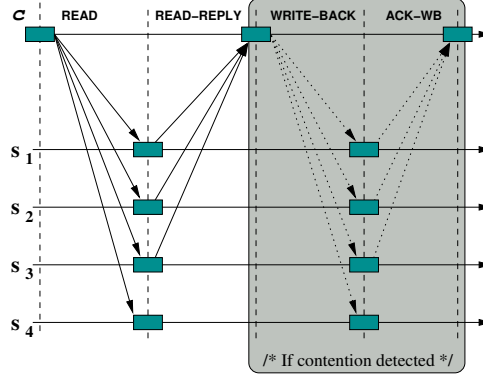 c READ READ-REPLY WRITE-BACK ACK-WB
s 1
s 2
s 3
s 4
/* If contention detected */